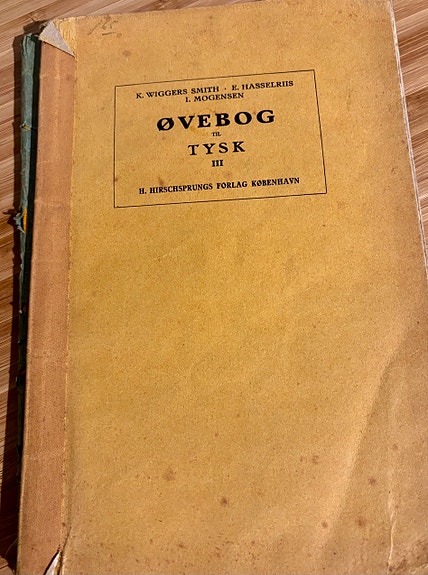 K. WIGGERS SMITH · E. HASSELRIIS
I. MOGENSEN
ØVEBOG
TIL
TYSK
III
H. HIRSCHSPRUNGS FORLAG KØBENHAVN